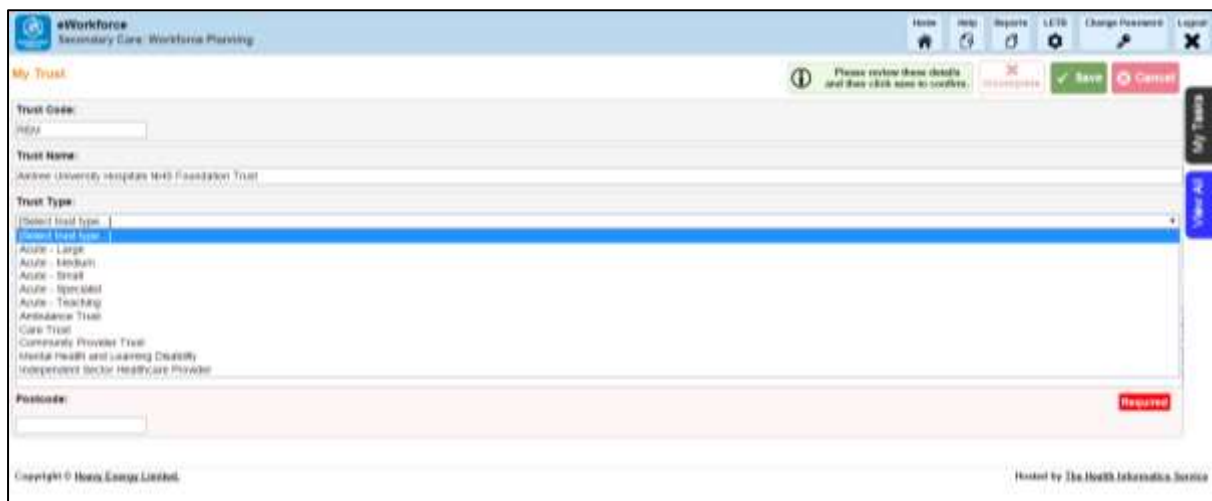 eWorkforce
Secondary Care: Workforce Planning
Home Help Reports LETB Change Password Logout
My Trust
Please review these details
and then click save to confirm.
Incomplete
Save
Cancel
Trust Code:
Trust Name:
Aintree University Hospitals NHS Foundation Trust
Trust Type:
[Select trust type...]
[Select trust type...]
Acute - Large
Acute - Medium
Acute - Small
Acute - Specialist
Acute - Teaching
Ambulance Trust
Care Trust
Community Provider Trust
Mental Health and Learning Disability
Independent Sector Healthcare Provider
Postcode:
Required
My Tasks
View All
Copyright © Heavy Energy Limited.
Hosted by The Health Informatics Service